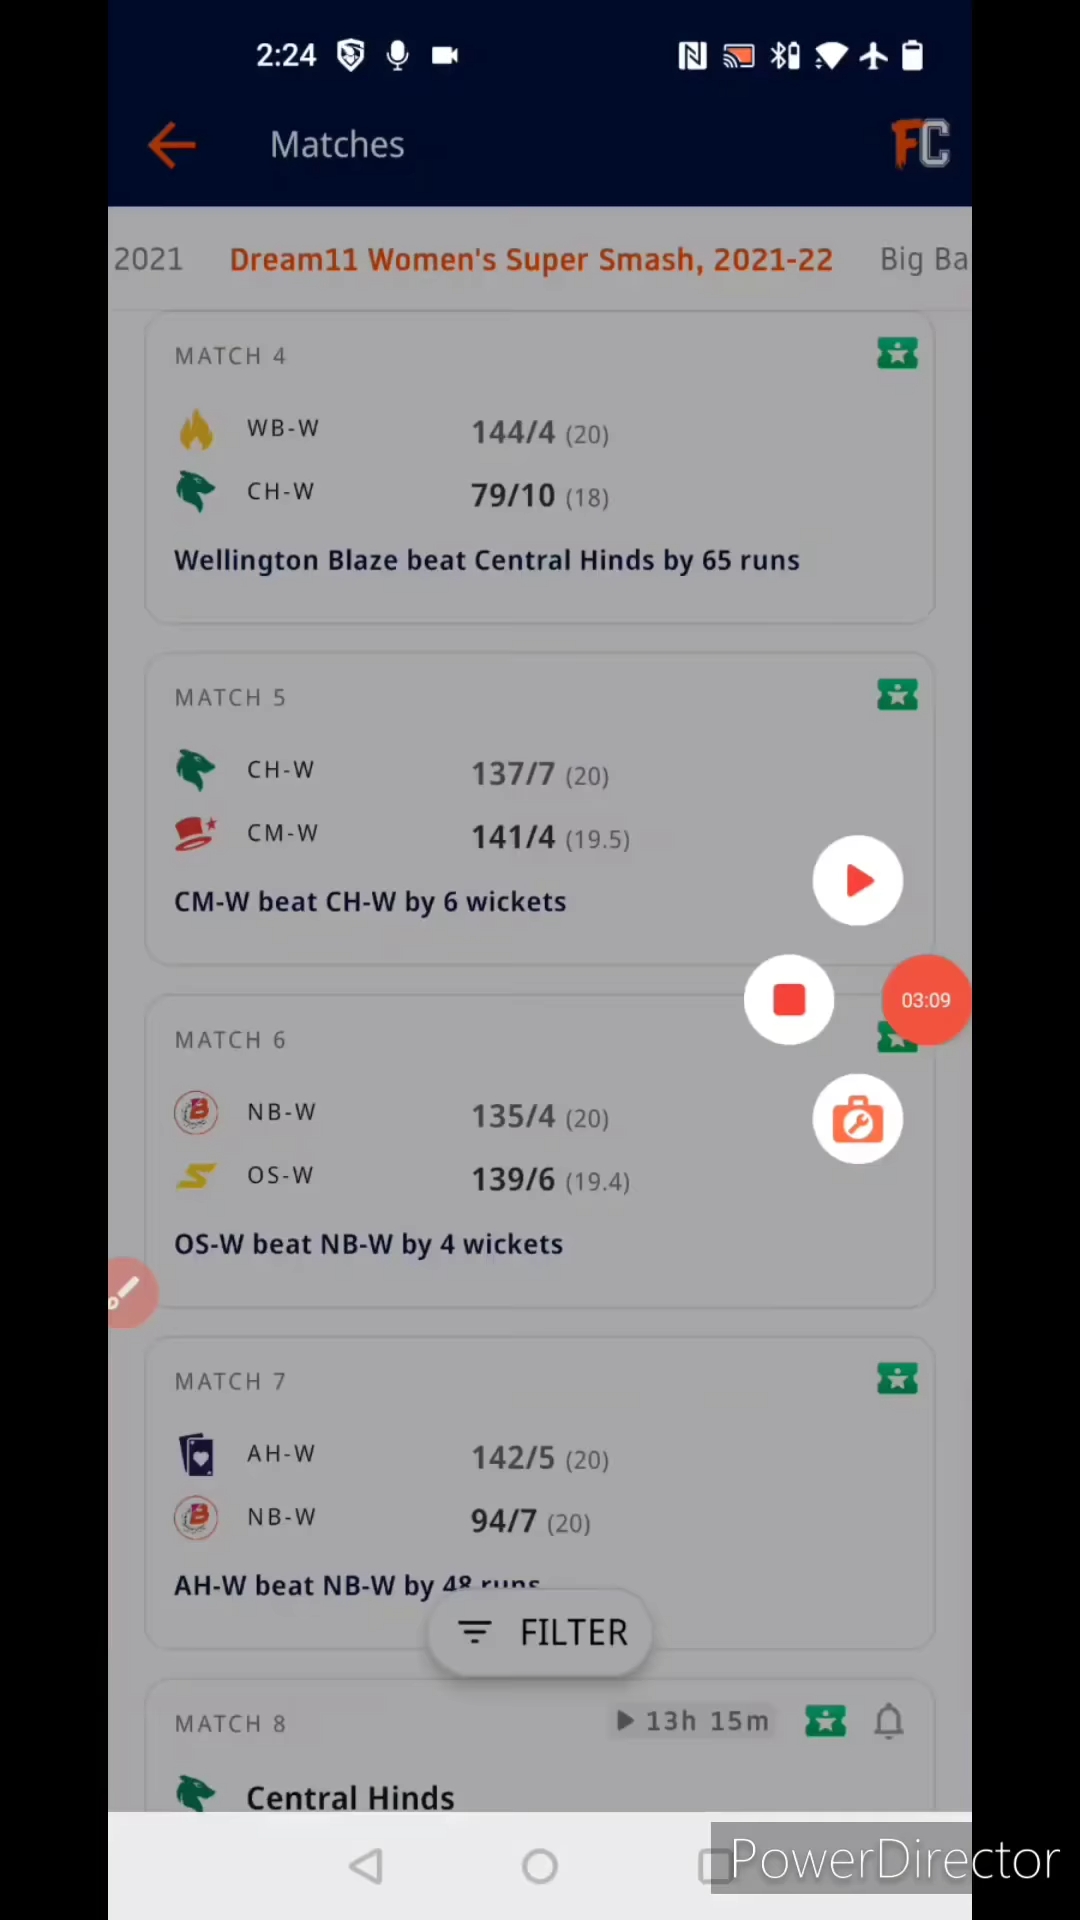 2:24
Matches
FC
2021 Dream11 Women's Super Smash, 2021-22 Big Ba
MATCH 4
WB-W 144/4 (20)
CH-W 79/10 (18)
Wellington Blaze beat Central Hinds by 65 runs
MATCH 5
CH-W 137/7 (20)
CM-W 141/4 (19.5)
CM-W beat CH-W by 6 wickets
03:09
MATCH 6
NB-W 135/4 (20)
OS-W 139/6 (19.4)
OS-W beat NB-W by 4 wickets
MATCH 7
AH-W 142/5 (20)
NB-W 94/7 (20)
AH-W beat NB-W by 48 runs
FILTER
MATCH 8 13h 15m
Central Hinds
PowerDirector